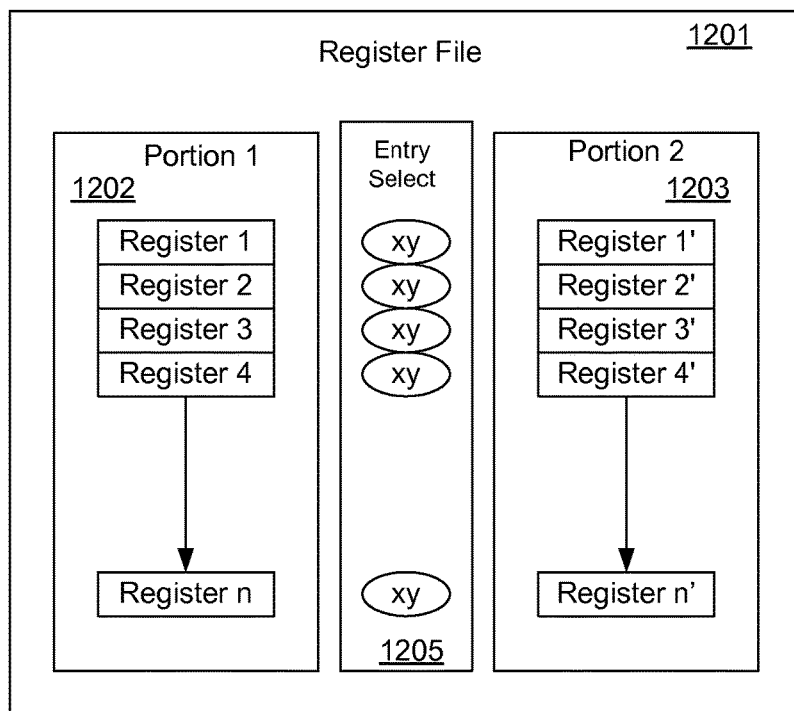 1201
Register File
Portion 1
1202
Register 1
Register 2
Register 3
Register 4
Register n
Entry
Select
xy
xy
xy
xy
xy
1205
Portion 2
1203
Register 1'
Register 2'
Register 3'
Register 4'
Register n’